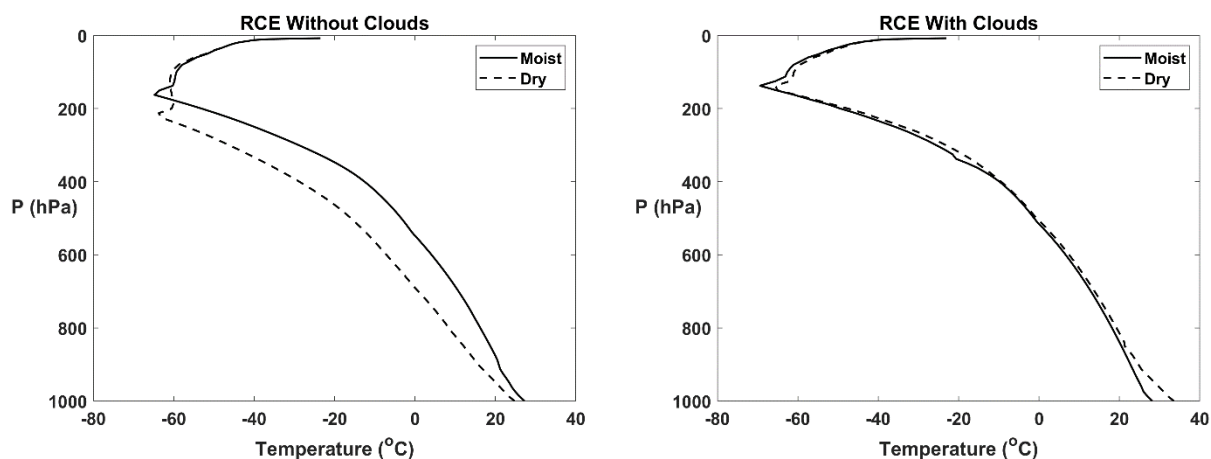 RCE Without Clouds
0
200
400
P (hPa)
600
800
1000
-80
-60
-40
-20
0
20
40
Temperature (°C)
Moist
Dry
RCE With Clouds
0
200
400
P (hPa)
600
800
1000
-80
-60
-40
-20
0
20
40
Temperature (°C)
Moist
Dry